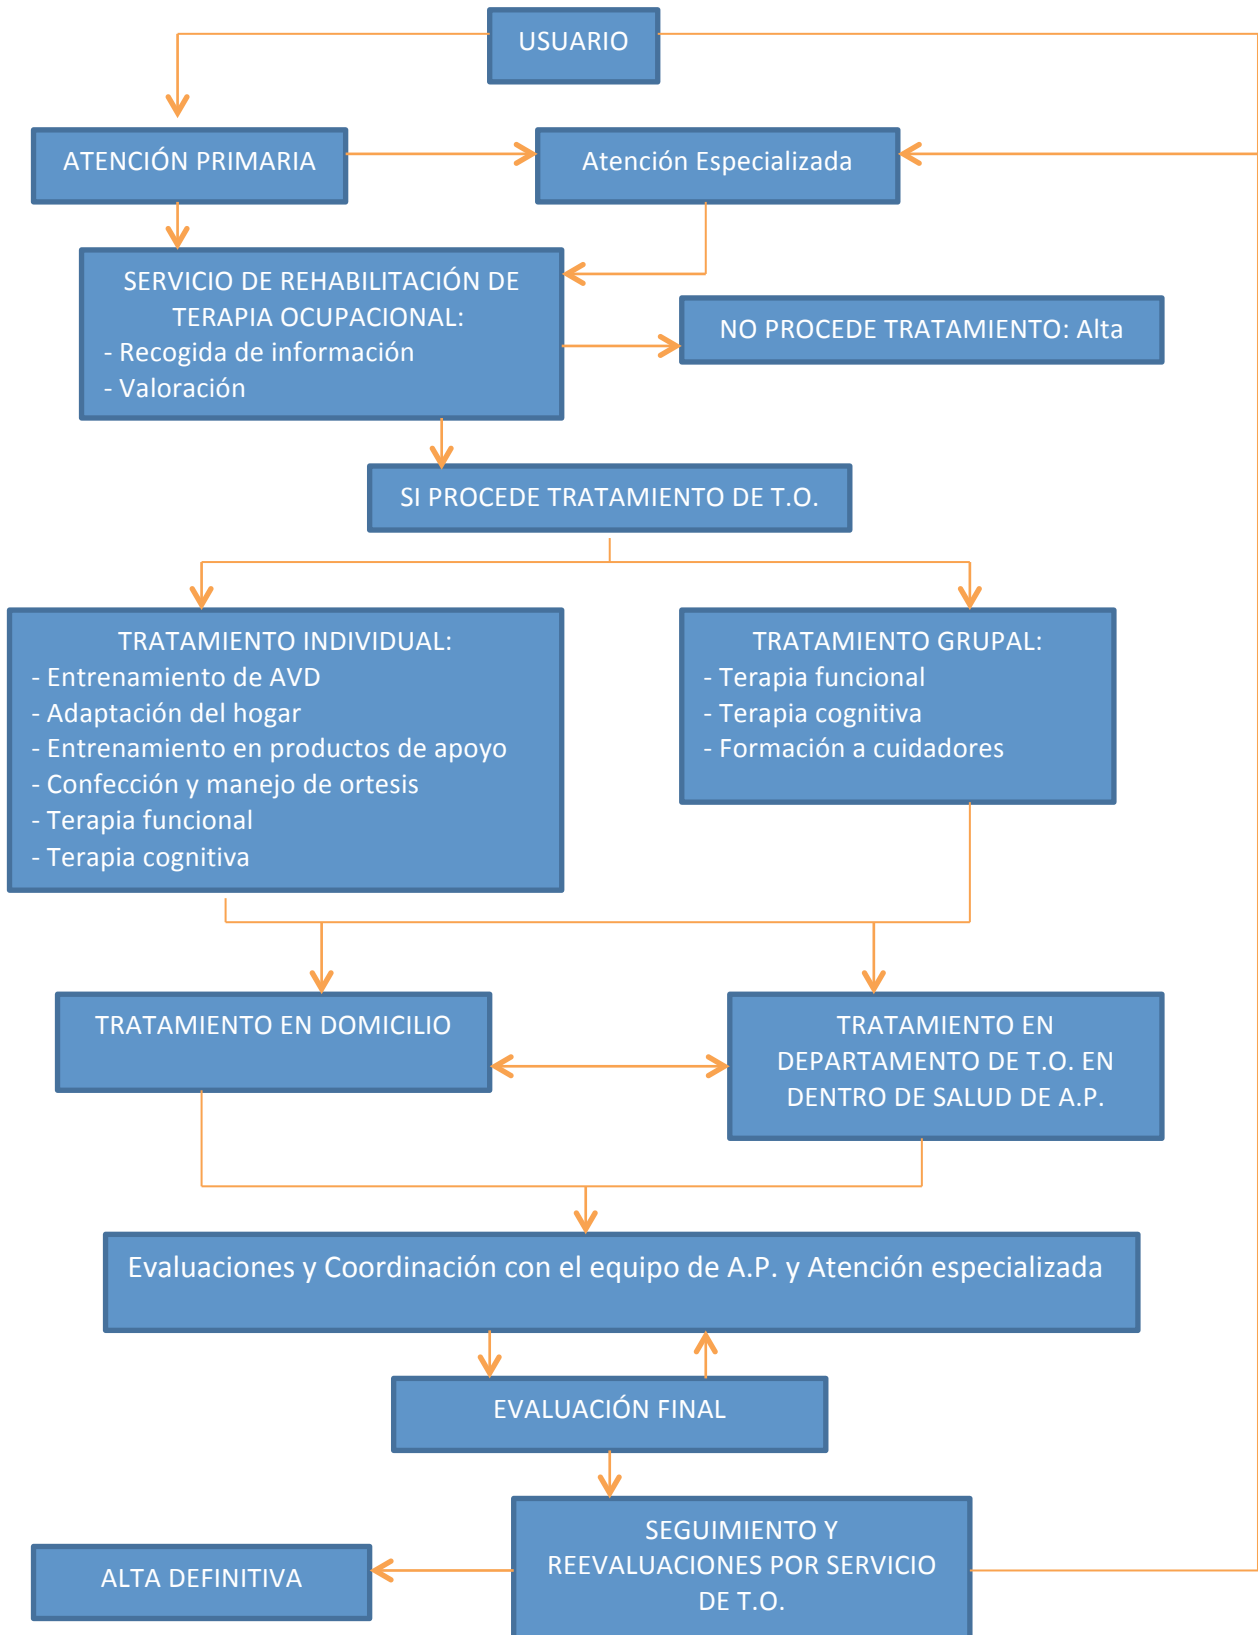 USUARIO
ATENCIÓN PRIMARIA
Atención Especializada
SERVICIO DE REHABILITACIÓN DE
TERAPIA OCUPACIONAL:
- Recogida de información
- Valoración
NO PROCEDE TRATAMIENTO: Alta
SI PROCEDE TRATAMIENTO DE T.O.
TRATAMIENTO INDIVIDUAL:
- Entrenamiento de AVD
- Adaptación del hogar
- Entrenamiento en productos de apoyo
- Confección y manejo de ortesis
- Terapia funcional
- Terapia cognitiva
TRATAMIENTO GRUPAL:
- Terapia funcional
- Terapia cognitiva
- Formación a cuidadores
TRATAMIENTO EN DOMICILIO
TRATAMIENTO EN
DEPARTAMENTO DE T.O. EN
DENTRO DE SALUD DE A.P.
Evaluaciones y Coordinación con el equipo de A.P. y Atención especializada
EVALUACIÓN FINAL
SEGUIMIENTO Y
REEVALUACIONES POR SERVICIO
DE T.O.
ALTA DEFINITIVA